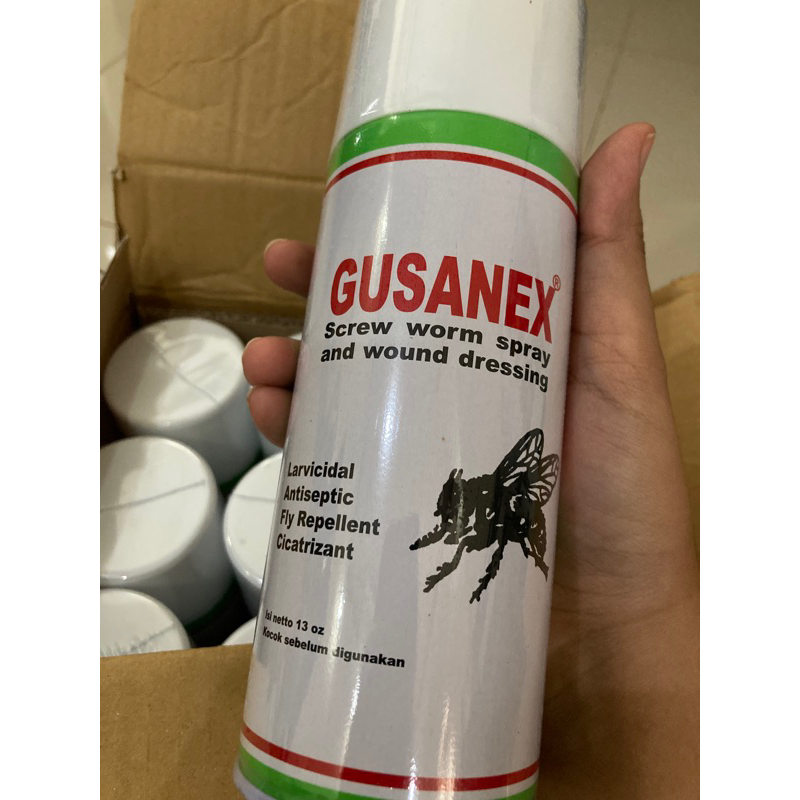 GUSANEX®
Screw worm spray
and wound dressing
Larvicidal
Antiseptic
Fly Repellent
Cicatrizant
Isi netto 13 oz
Kocok sebelum digunakan